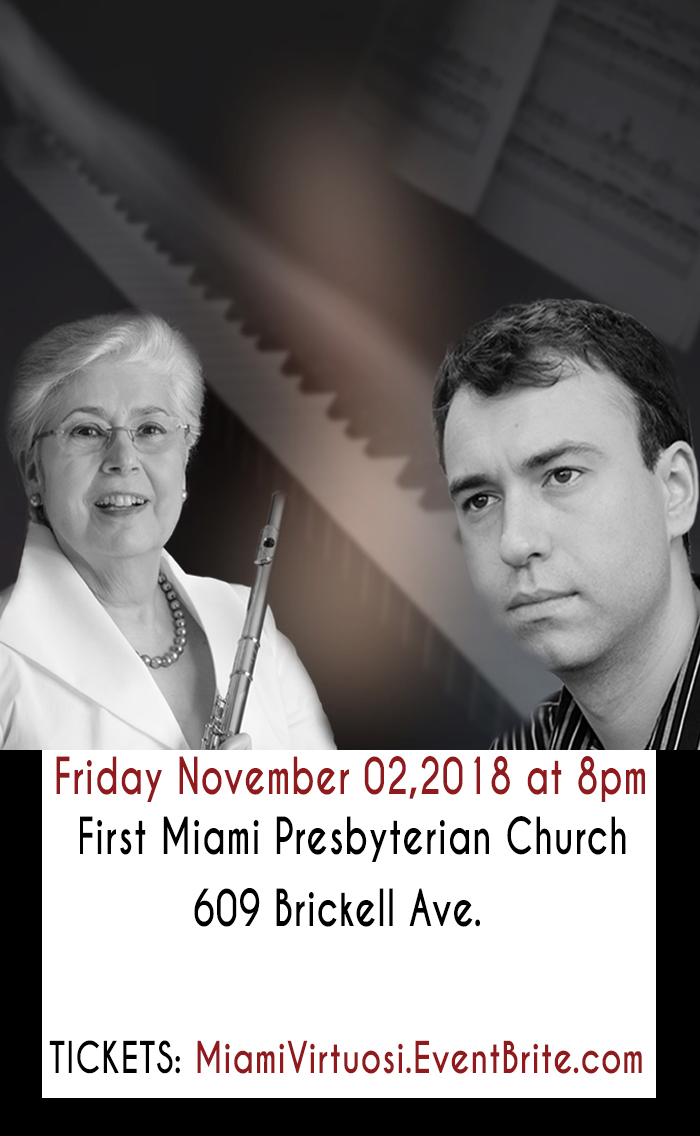 Friday November 02,2018 at 8pm
First Miami Presbyterian Church
609 Brickell Ave.
TICKETS: MiamiVirtuosi.EventBrite.com